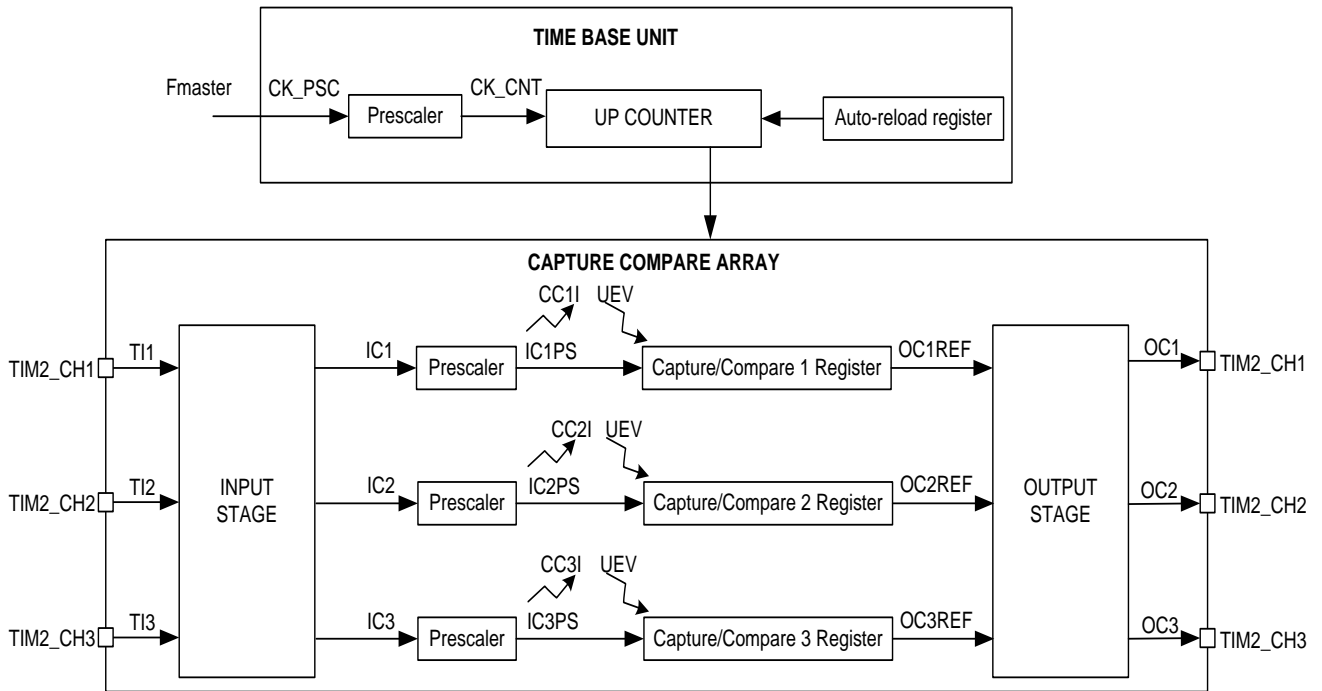 TIME BASE UNIT
Fmaster
CK_PSC
CK_CNT
Prescaler
UP COUNTER
Auto-reload register
CAPTURE COMPARE ARRAY
CC1I
UEV
TIM2_CH1
TI1
IC1
Prescaler
IC1PS
Capture/Compare 1 Register
OC1REF
OC1
TIM2_CH1
CC2I
UEV
TIM2_CH2
TI2
INPUT
STAGE
IC2
Prescaler
IC2PS
Capture/Compare 2 Register
OC2REF
OUTPUT
STAGE
OC2
TIM2_CH2
CC3I
UEV
TIM2_CH3
TI3
IC3
Prescaler
IC3PS
Capture/Compare 3 Register
OC3REF
OC3
TIM2_CH3